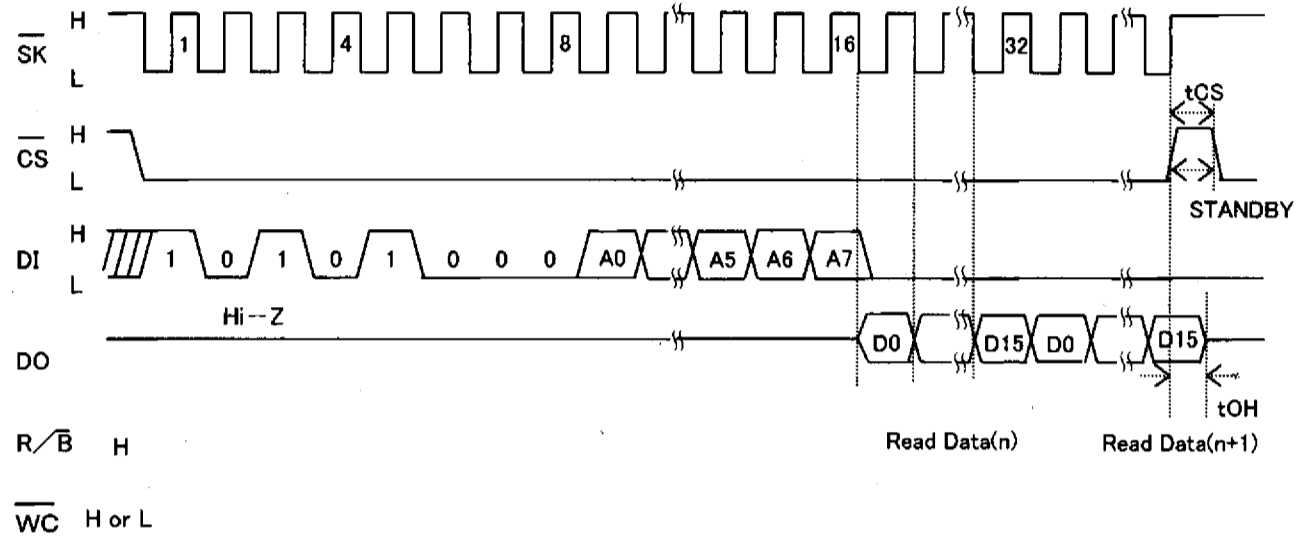 SK H L 1 4 8 16 32
tCS
CS H L
STANDBY
DI H L 1 0 1 0 1 0 0 0 A0 A5 A6 A7
Hi--Z
DO D0 D15 D0 D15
tOH
R/B H Read Data(n) Read Data(n+1)
WC H or L